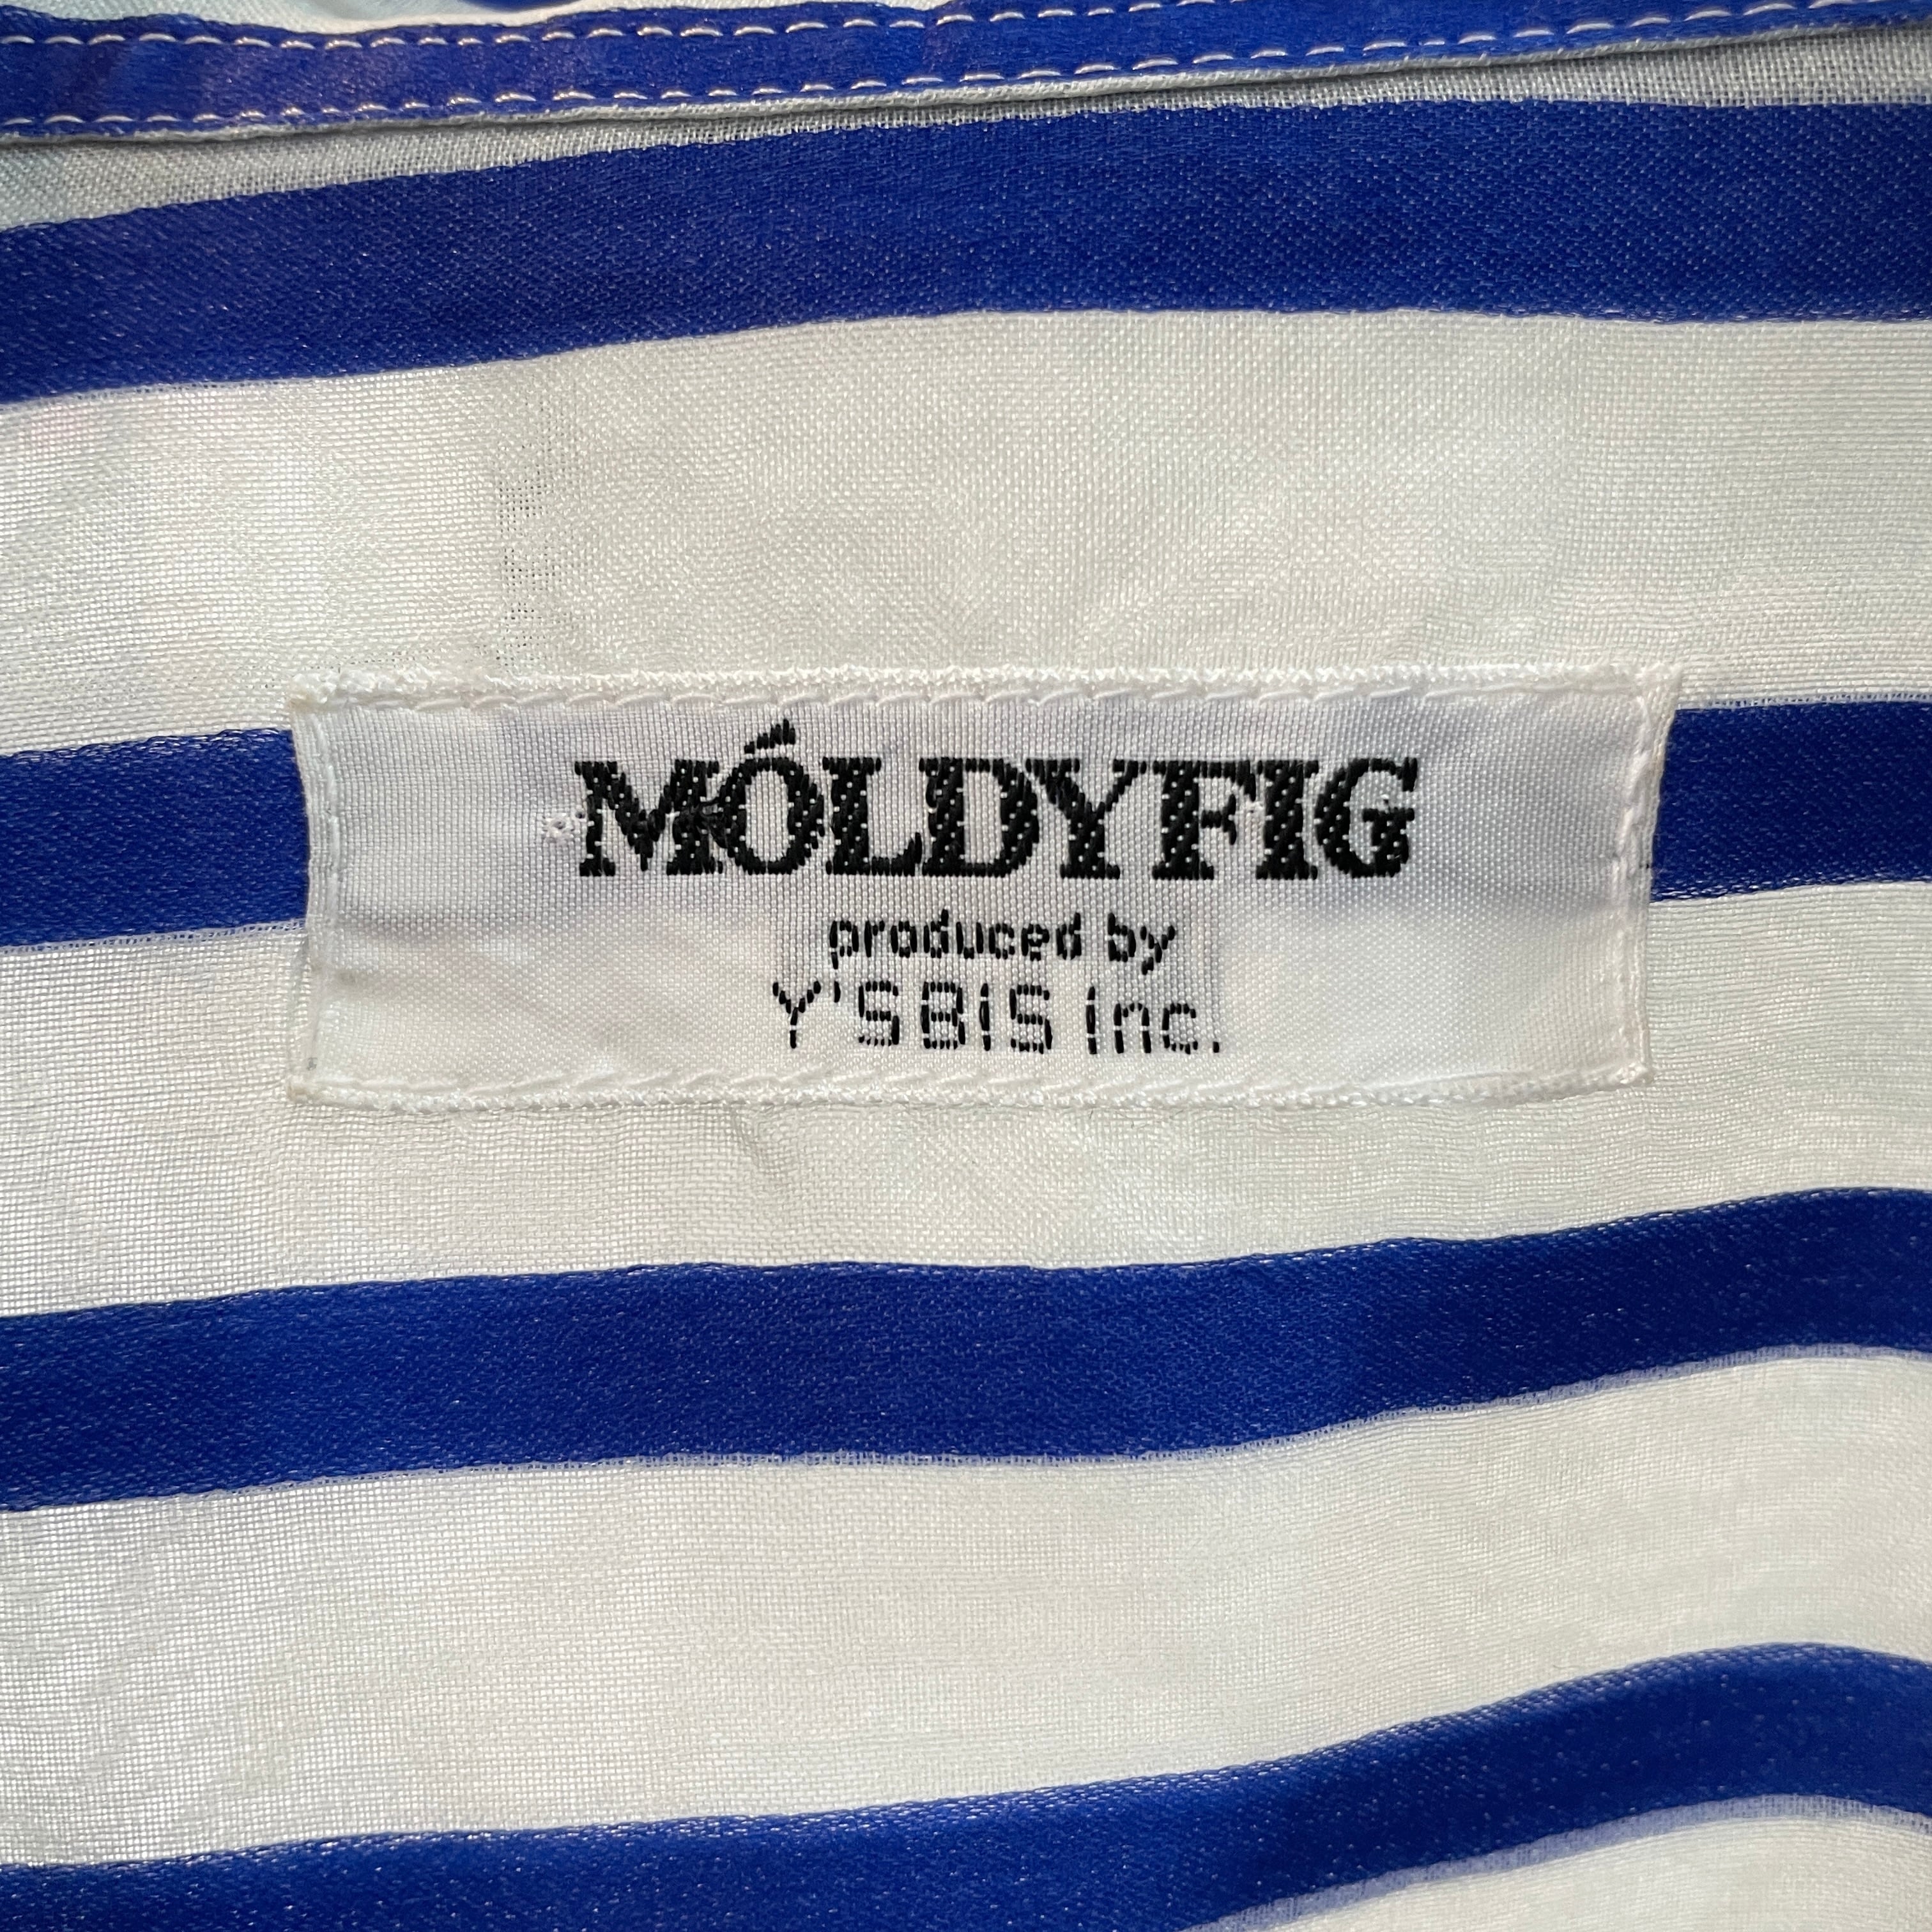 MÓLDYFIG
produced by
Y'SBIS inc.